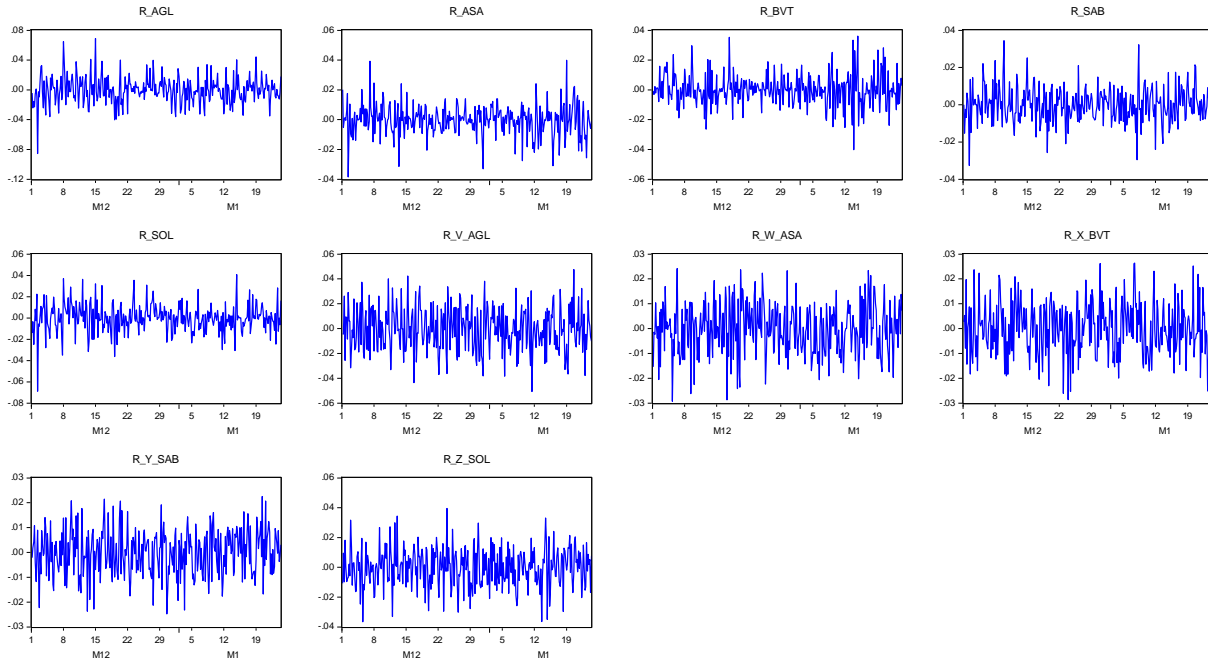 R_AGL
.08
.04
.00
-.04
-.08
-.12
1 8 15 22 29 5 12 19
M12 M1
R_ASA
.06
.04
.02
.00
-.02
-.04
1 8 15 22 29 5 12 19
M12 M1
R_BVT
.04
.02
.00
-.02
-.04
-.06
1 8 15 22 29 5 12 19
M12 M1
R_SAB
.04
.02
.00
-.02
-.04
1 8 15 22 29 5 12 19
M12 M1
R_SOL
.06
.04
.02
.00
-.02
-.04
-.06
-.08
1 8 15 22 29 5 12 19
M12 M1
R_V_AGL
.06
.04
.02
.00
-.02
-.04
-.06
1 8 15 22 29 5 12 19
M12 M1
R_W_ASA
.03
.02
.01
.00
-.01
-.02
-.03
1 8 15 22 29 5 12 19
M12 M1
R_X_BVT
.03
.02
.01
.00
-.01
-.02
-.03
1 8 15 22 29 5 12 19
M12 M1
R_Y_SAB
.03
.02
.01
.00
-.01
-.02
-.03
1 8 15 22 29 5 12 19
M12 M1
R_Z_SOL
.06
.04
.02
.00
-.02
-.04
1 8 15 22 29 5 12 19
M12 M1